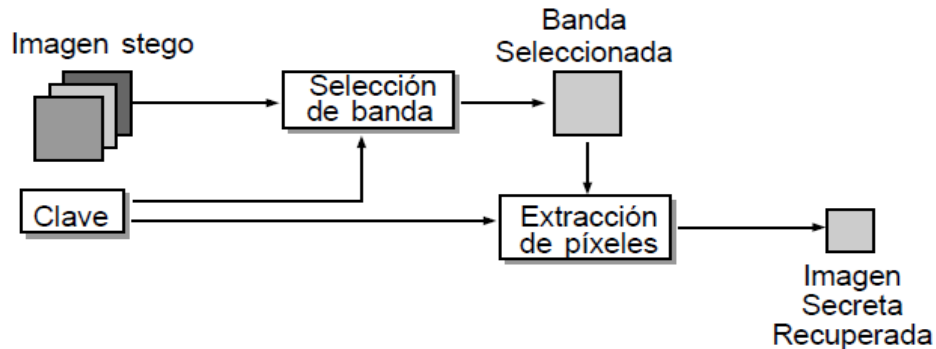 Imagen stego
Selección
de banda
Banda
Seleccionada
Clave
Extracción
de píxeles
Imagen
Secreta
Recuperada